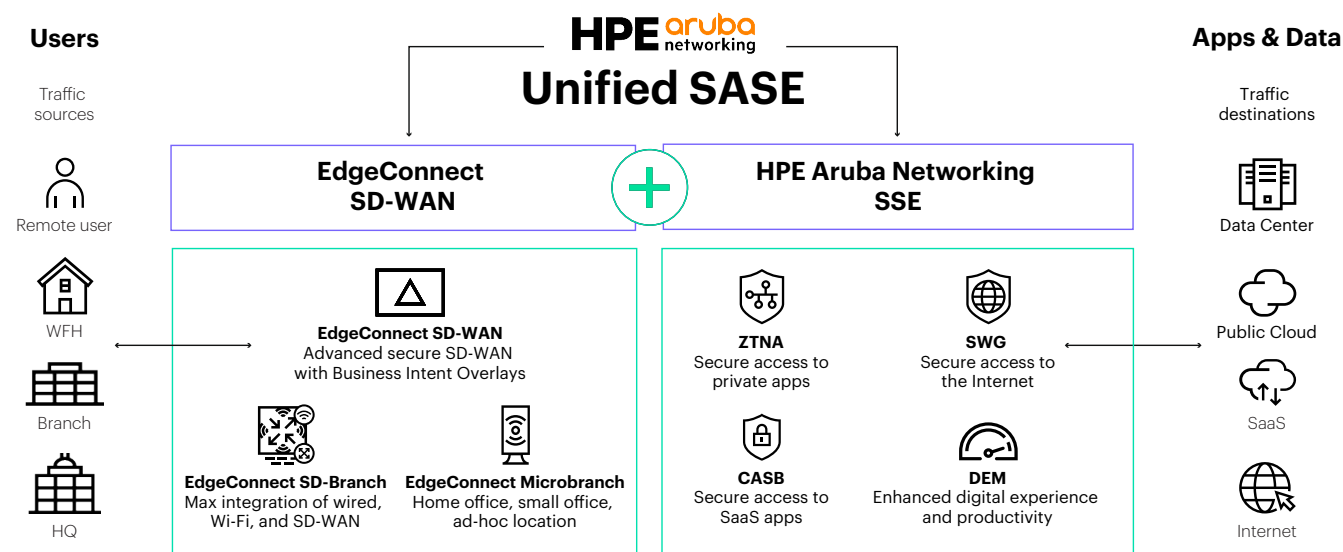 HPE aruba
networking
Unified SASE
Users
Traffic
sources
Remote user
WFH
Branch
HQ
EdgeConnect
SD-WAN
EdgeConnect SD-WAN
Advanced secure SD-WAN
with Business Intent Overlays
EdgeConnect SD-Branch
Max integration of wired,
Wi-Fi, and SD-WAN
EdgeConnect Microbranch
Home office, small office,
ad-hoc location
HPE Aruba Networking
SSE
ZTNA
Secure access to
private apps
SWG
Secure access to
the Internet
CASB
Secure access to
SaaS apps
DEM
Enhanced digital experience
and productivity
Apps & Data
Traffic
destinations
Data Center
Public Cloud
SaaS
Internet